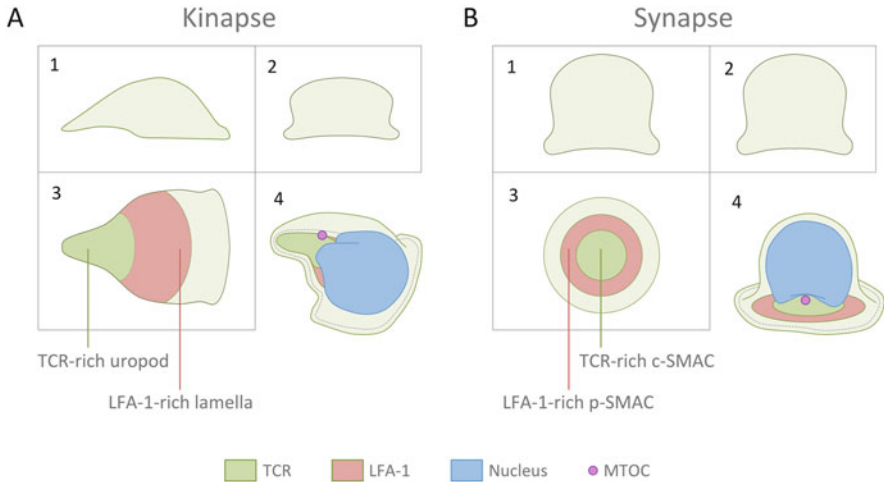 A
Kinapse
1
2
3
4
TCR-rich uropod
LFA-1-rich lamella
B
Synapse
1
2
3
4
TCR-rich c-SMAC
LFA-1-rich p-SMAC
TCR
LFA-1
Nucleus
MTOC